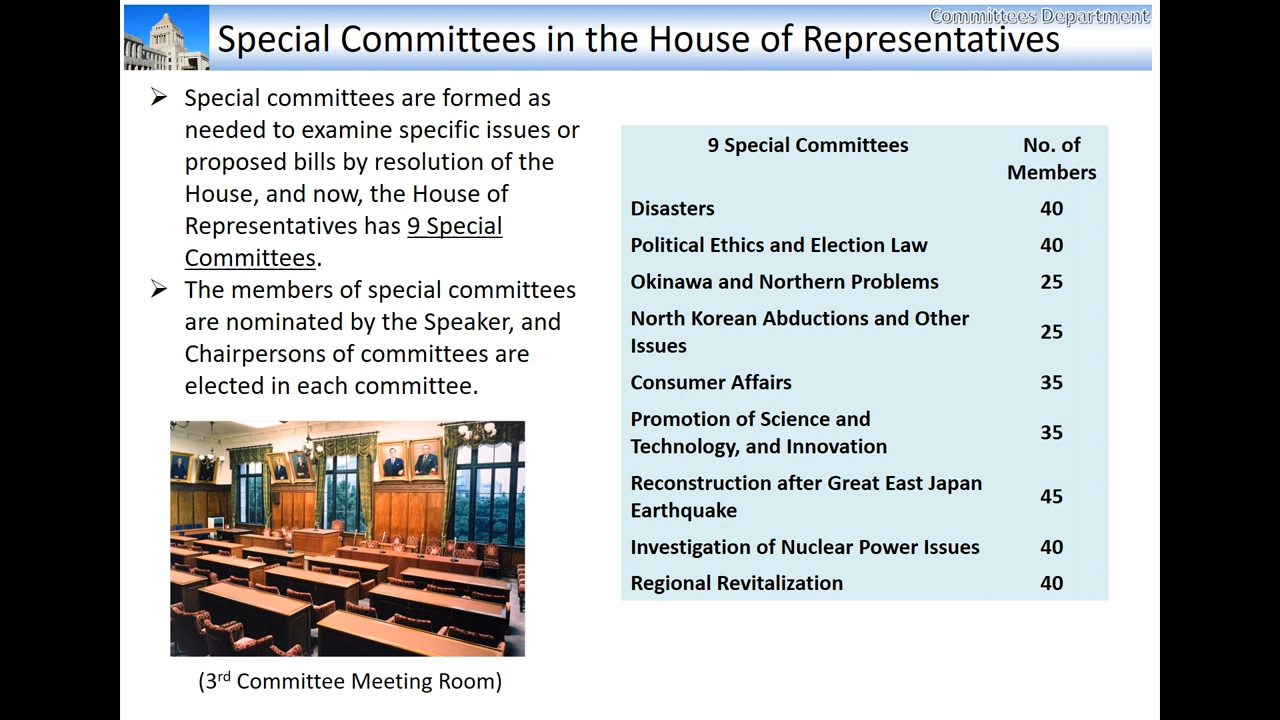 Committees Department
Special Committees in the House of Representatives
➢ Special committees are formed as
needed to examine specific issues or
proposed bills by resolution of the
House, and now, the House of
Representatives has 9 Special
Committees.
➢ The members of special committees
are nominated by the Speaker, and
Chairpersons of committees are
elected in each committee.
(3rd Committee Meeting Room)
9 Special Committees No. of
Members
Disasters 40
Political Ethics and Election Law 40
Okinawa and Northern Problems 25
North Korean Abductions and Other
Issues 25
Consumer Affairs 35
Promotion of Science and
Technology, and Innovation 35
Reconstruction after Great East Japan
Earthquake 45
Investigation of Nuclear Power Issues 40
Regional Revitalization 40